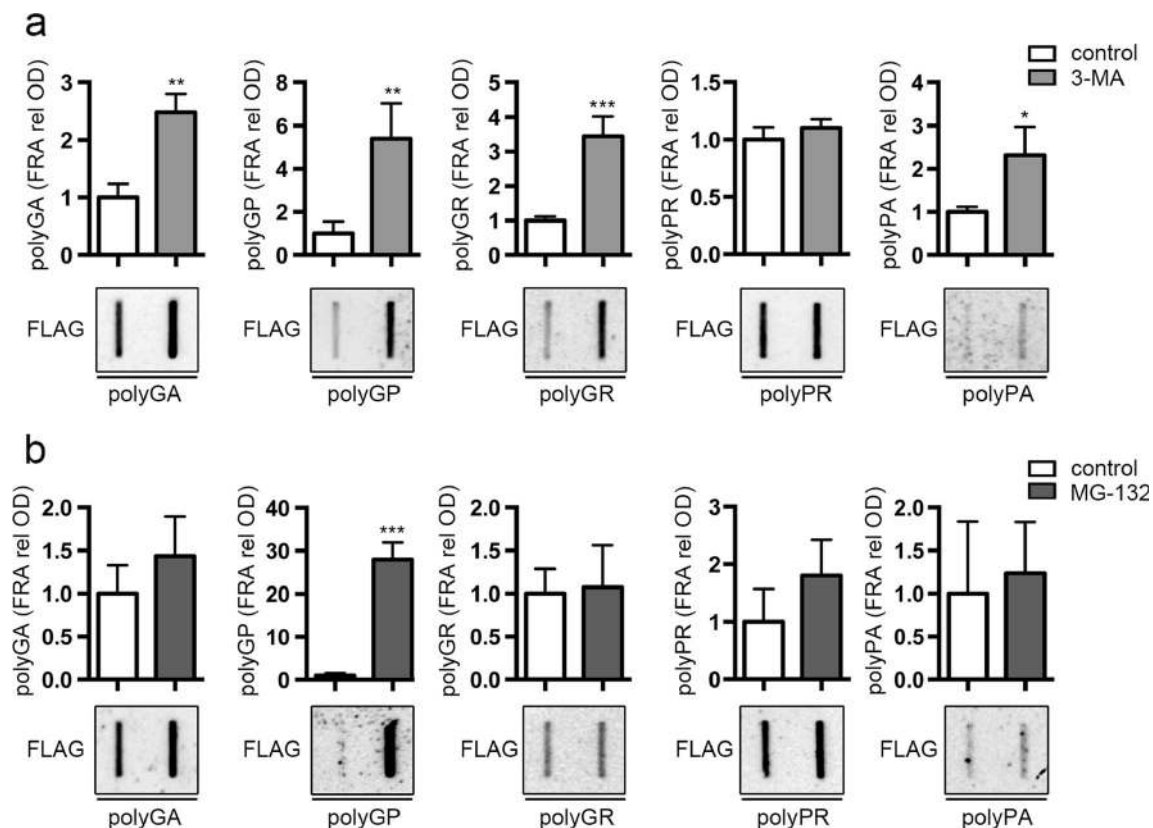 a
control
3-MA
polyGA (FRA rel OD)
3
2
1
0
**
polyGP (FRA rel OD)
8
6
4
2
0
**
polyGR (FRA rel OD)
5
4
3
2
1
0
***
polyPR (FRA rel OD)
1.5
1.0
0.5
0.0
polyPA (FRA rel OD)
4
3
2
1
0
*
FLAG
FLAG
FLAG
FLAG
FLAG
polyGA
polyGP
polyGR
polyPR
polyPA
b
control
MG-132
polyGA (FRA rel OD)
2.0
1.5
1.0
0.5
0.0
polyGP (FRA rel OD)
40
30
20
10
0
***
polyGR (FRA rel OD)
2.0
1.5
1.0
0.5
0.0
polyPR (FRA rel OD)
3
2
1
0
polyPA (FRA rel OD)
2.0
1.5
1.0
0.5
0.0
FLAG
FLAG
FLAG
FLAG
FLAG
polyGA
polyGP
polyGR
polyPR
polyPA